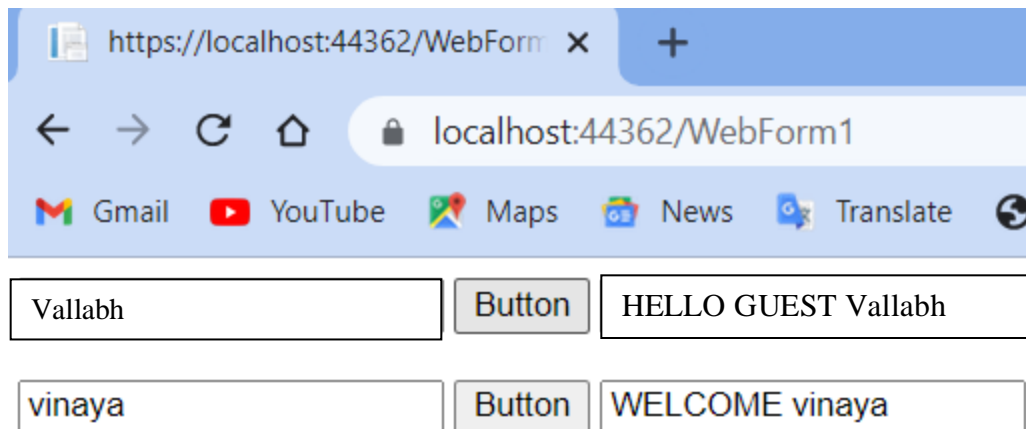 https://localhost:44362/WebForm
localhost:44362/WebForm1
Gmail YouTube Maps News Translate
Vallabh Button HELLO GUEST Vallabh
vinaya Button WELCOME vinaya